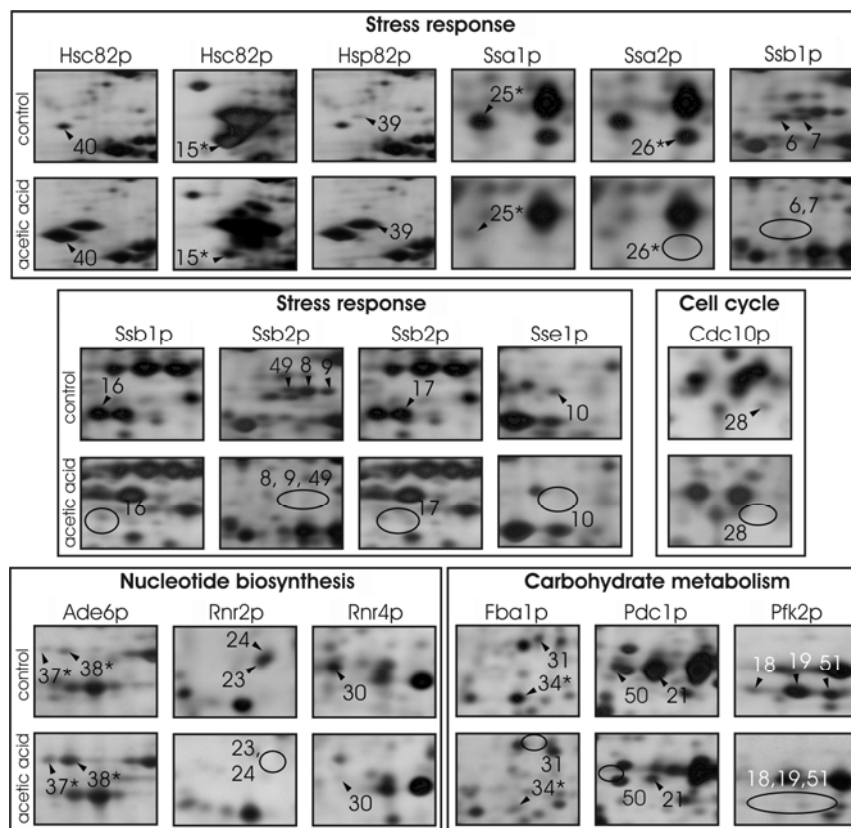 Stress response
Hsc82p Hsc82p Hsp82p Ssa1p Ssa2p Ssb1p
control
40 15* 39 25* 26* 6 7
acetic acid
40 15* 39 25* 26* 6,7
Stress response
Ssb1p Ssb2p Ssb2p Sse1p
control
16 49 8 9 17 10
acetic acid
16 8, 9, 49 17 10
Cell cycle
Cdc10p
28
28
Nucleotide biosynthesis
Ade6p Rnr2p Rnr4p
control
37* 38* 24 23 30
acetic acid
37* 38* 23, 24 30
Carbohydrate metabolism
Fba1p Pdc1p Pfk2p
31 34* 50 21 18 19 51
31 34* 50 21 18,19,51